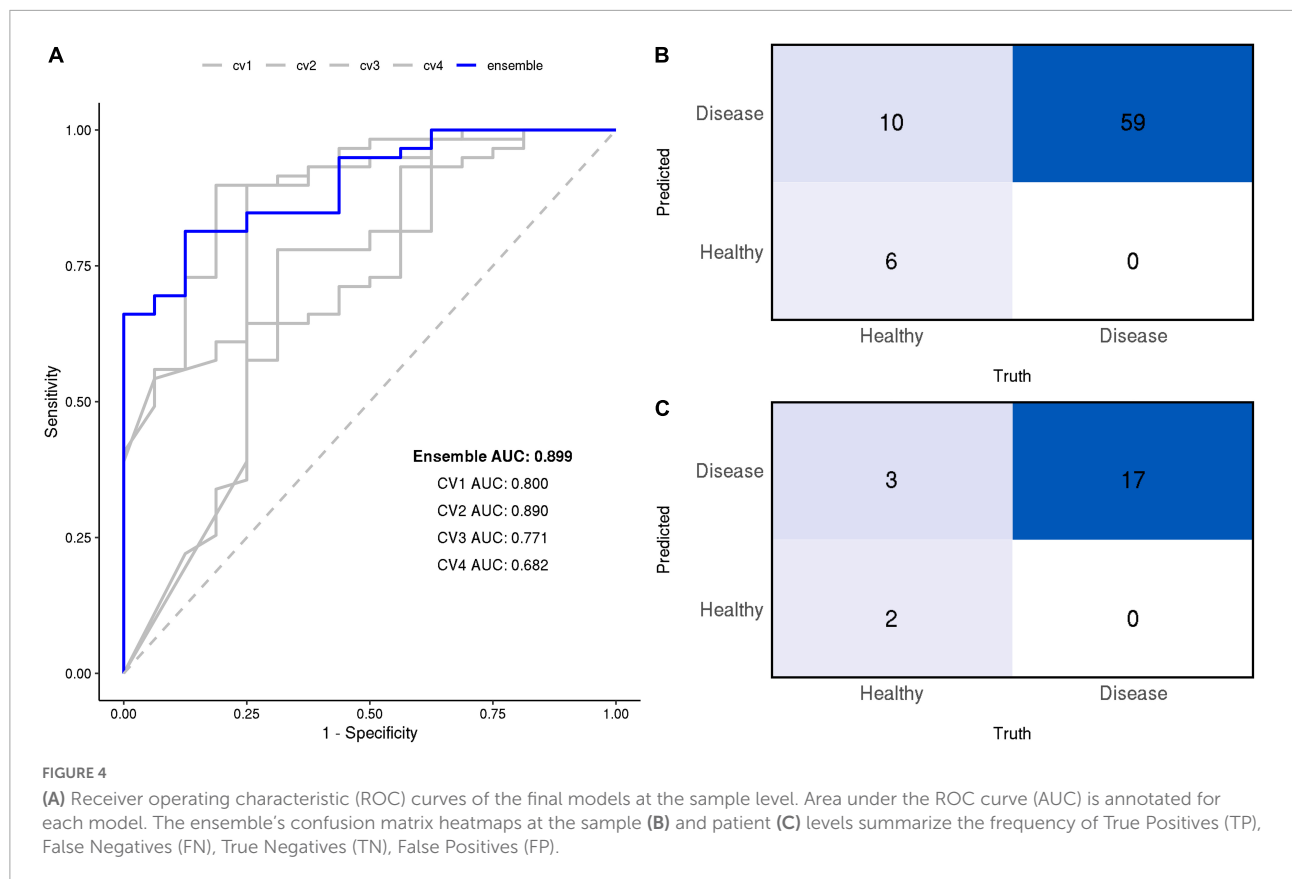 A
cv1 cv2 cv3 cv4 ensemble
1.00
0.75
0.50
0.25
0.00
Sensitivity
Ensemble AUC: 0.899
CV1 AUC: 0.800
CV2 AUC: 0.890
CV3 AUC: 0.771
CV4 AUC: 0.682
0.00 0.25 0.50 0.75 1.00
1 - Specificity
B
Predicted
Disease 10 59
Healthy 6 0
Healthy Disease
Truth
C
Predicted
Disease 3 17
Healthy 2 0
Healthy Disease
Truth
FIGURE 4
(A) Receiver operating characteristic (ROC) curves of the final models at the sample level. Area under the ROC curve (AUC) is annotated for
each model. The ensemble's confusion matrix heatmaps at the sample (B) and patient (C) levels summarize the frequency of True Positives (TP),
False Negatives (FN), True Negatives (TN), False Positives (FP).